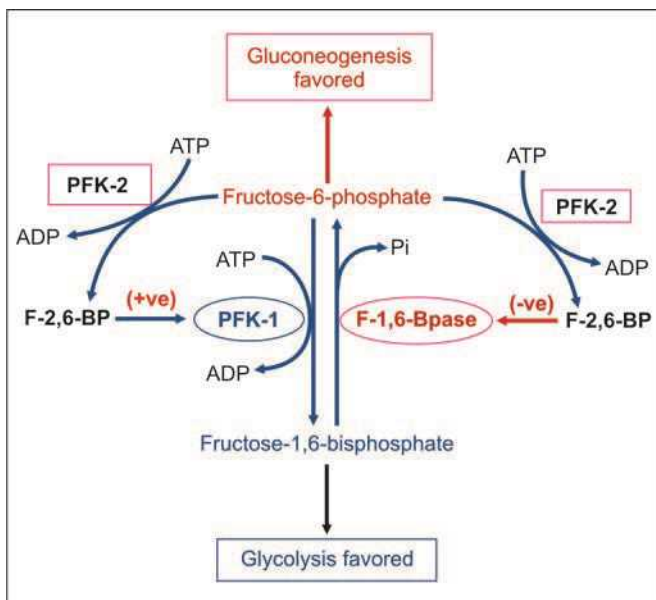 Gluconeogenesis
favored
ATP
ATP
PFK-2
Fructose-6-phosphate
PFK-2
ADP
ATP
Pi
ADP
F-2,6-BP
(+ve)
PFK-1
F-1,6-Bpase
(-ve)
F-2,6-BP
ADP
Fructose-1,6-bisphosphate
Glycolysis favored